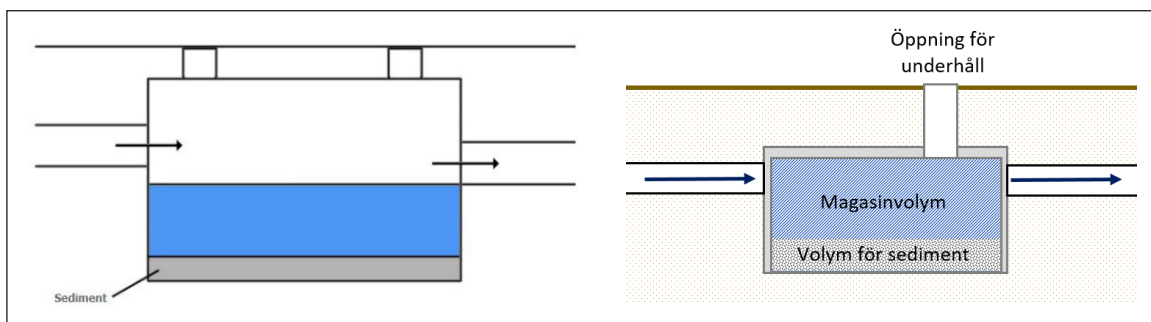 Sediment
Öppning för
underhåll
Magasinvolym
Volym för sediment